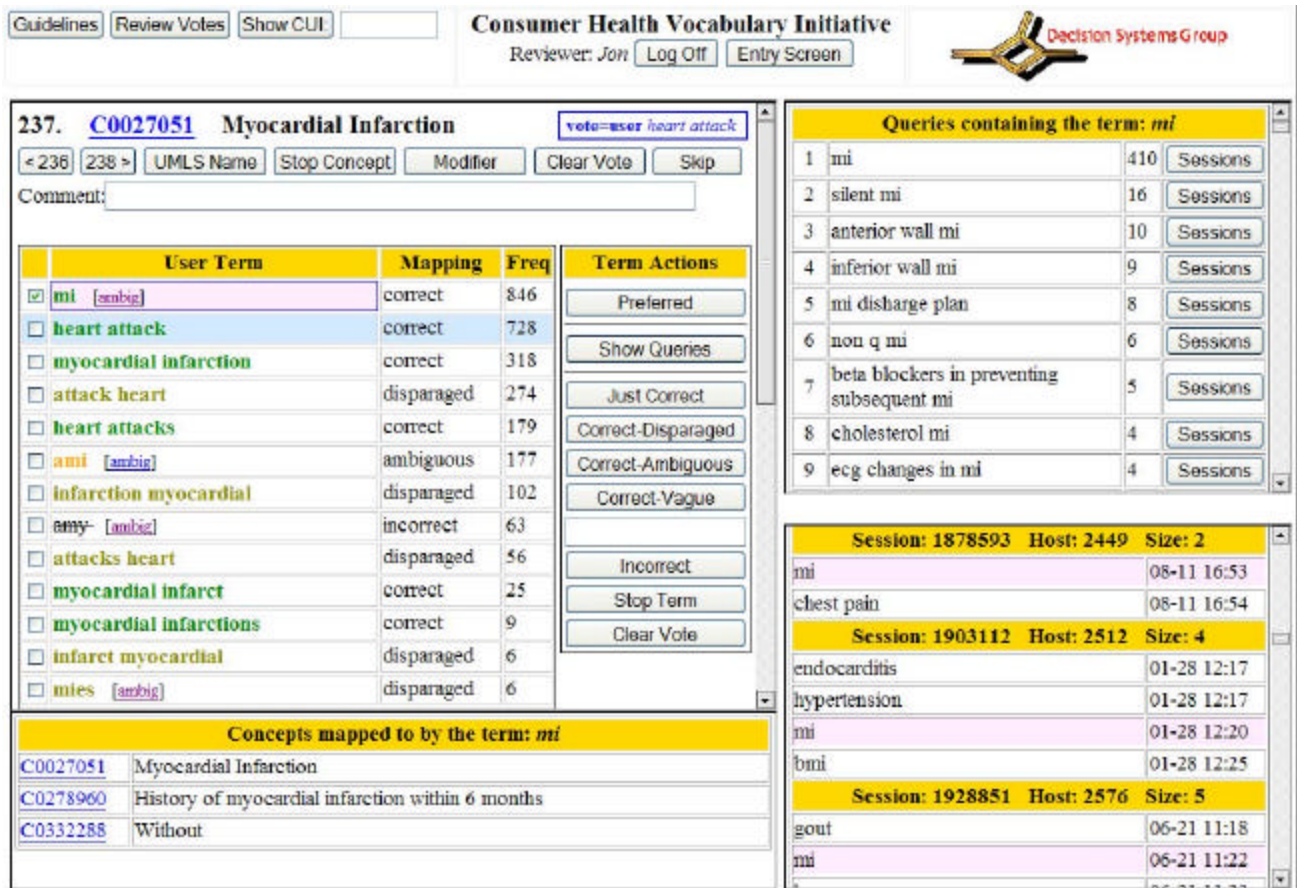 Guidelines Review Votes Show CUI:
Consumer Health Vocabulary Initiative
Reviewer: Jon Log Off Entry Screen
Decision Systems Group
237. C0027051 Myocardial Infarction vote=user heart attack
< 236 238 > UMLS Name Stop Concept Modifier Clear Vote Skip
Comment:
User Term Mapping Freq
mi [ambig] correct 846
heart attack correct 728
myocardial infarction correct 318
attack heart disparaged 274
heart attacks correct 179
ami [ambig] ambiguous 177
infarction myocardial disparaged 102
amy [ambig] incorrect 63
attacks heart disparaged 56
myocardial infarct correct 25
myocardial infarctions correct 9
infarct myocardial disparaged 6
mies [ambig] disparaged 6
Term Actions
Preferred
Show Queries
Just Correct
Correct-Disparaged
Correct-Ambiguous
Correct-Vague
Incorrect
Stop Term
Clear Vote
Concepts mapped to by the term: mi
C0027051 Myocardial Infarction
C0278960 History of myocardial infarction within 6 months
C0332288 Without
Queries containing the term: mi
1 mi 410 Sessions
2 silent mi 16 Sessions
3 anterior wall mi 10 Sessions
4 inferior wall mi 9 Sessions
5 mi disharge plan 8 Sessions
6 non q mi 6 Sessions
7 beta blockers in preventing
subsequent mi 5 Sessions
8 cholesterol mi 4 Sessions
9 ecg changes in mi 4 Sessions
Session: 1878593 Host: 2449 Size: 2
mi 08-11 16:53
chest pain 08-11 16:54
Session: 1903112 Host: 2512 Size: 4
endocarditis 01-28 12:17
hypertension 01-28 12:17
mi 01-28 12:20
bmi 01-28 12:25
Session: 1928851 Host: 2576 Size: 5
gout 06-21 11:18
mi 06-21 11:22